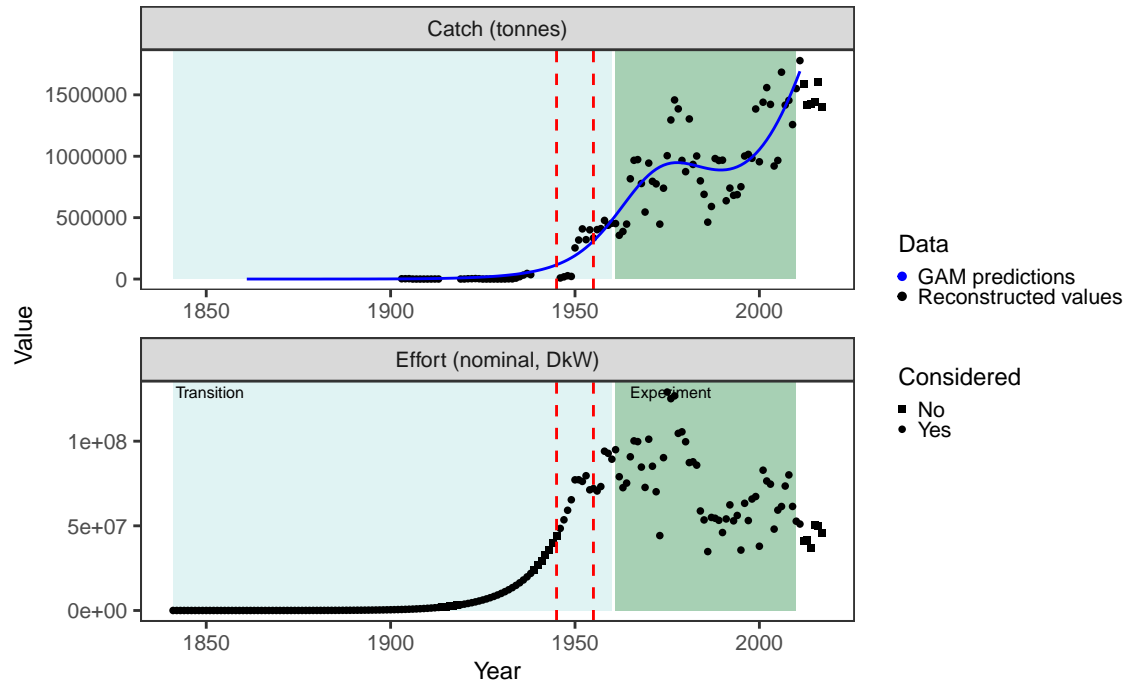 Catch (tonnes)
1500000
1000000
500000
0
1850
1900
1950
2000
Value
Effort (nominal, DkW)
Transition
Experiment
1e+08
5e+07
0e+00
1850
1900
1950
2000
Year
Data
GAM predictions
Reconstructed values
Considered
No
Yes